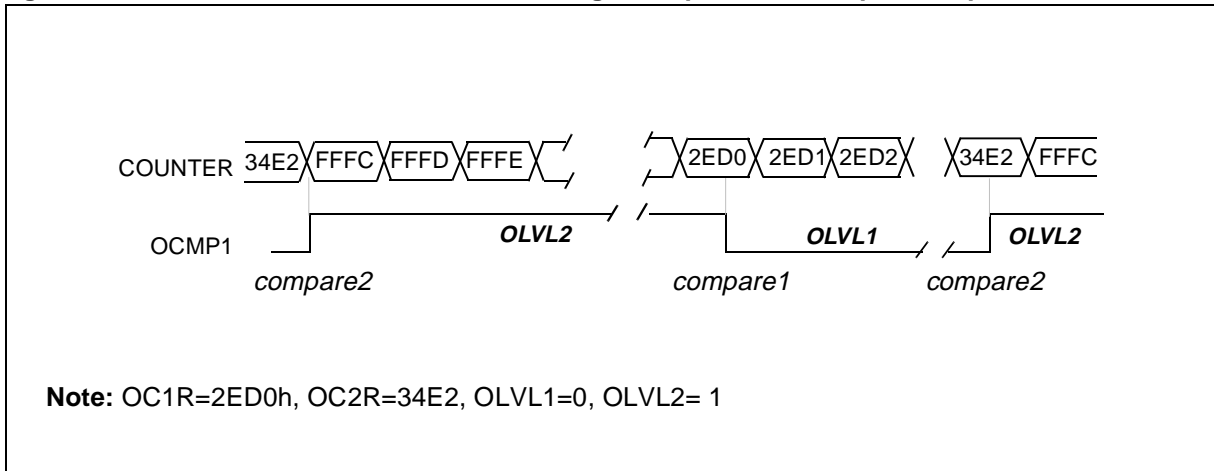 COUNTER 34E2 FFFC FFFD FFFE 2ED0 2ED1 2ED2 34E2 FFFC
OCMP1 OLVL2 OLVL1 OLVL2
compare2 compare1 compare2
Note: OC1R=2ED0h, OC2R=34E2, OLVL1=0, OLVL2= 1